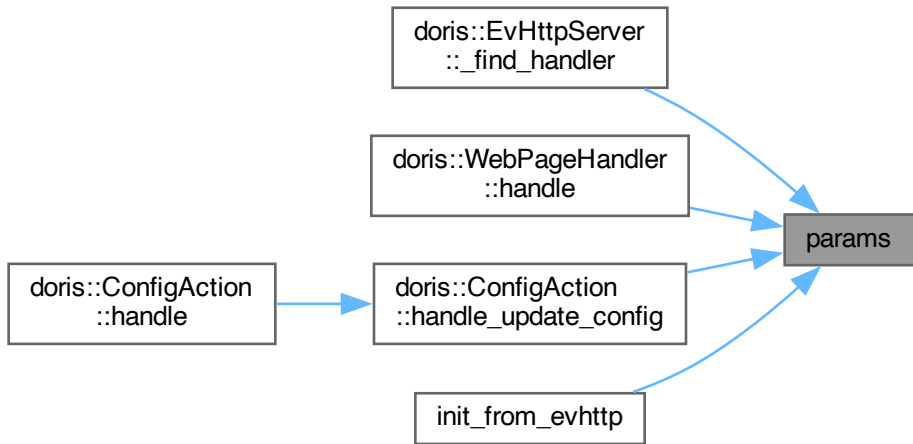 doris::EvHttpServer
::_find_handler
doris::WebPageHandler
::handle
params
doris::ConfigAction
::handle
doris::ConfigAction
::handle_update_config
init_from_evhttp